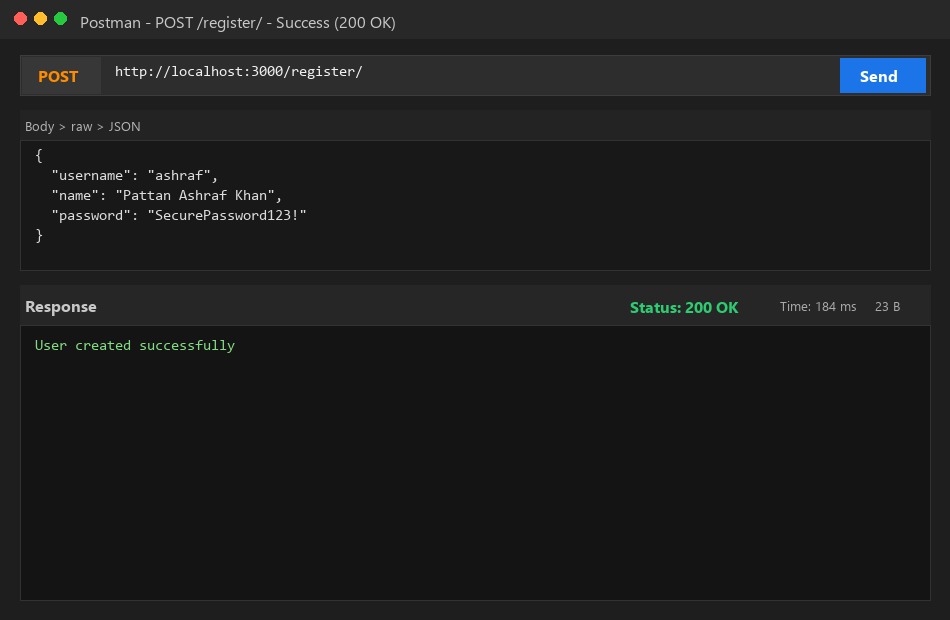 Postman - POST /register/ - Success (200 OK)
POST http://localhost:3000/register/ Send
Body > raw > JSON
{
  "username": "ashraf",
  "name": "Pattan Ashraf Khan",
  "password": "SecurePassword123!"
}
Response Status: 200 OK Time: 184 ms 23 B
User created successfully